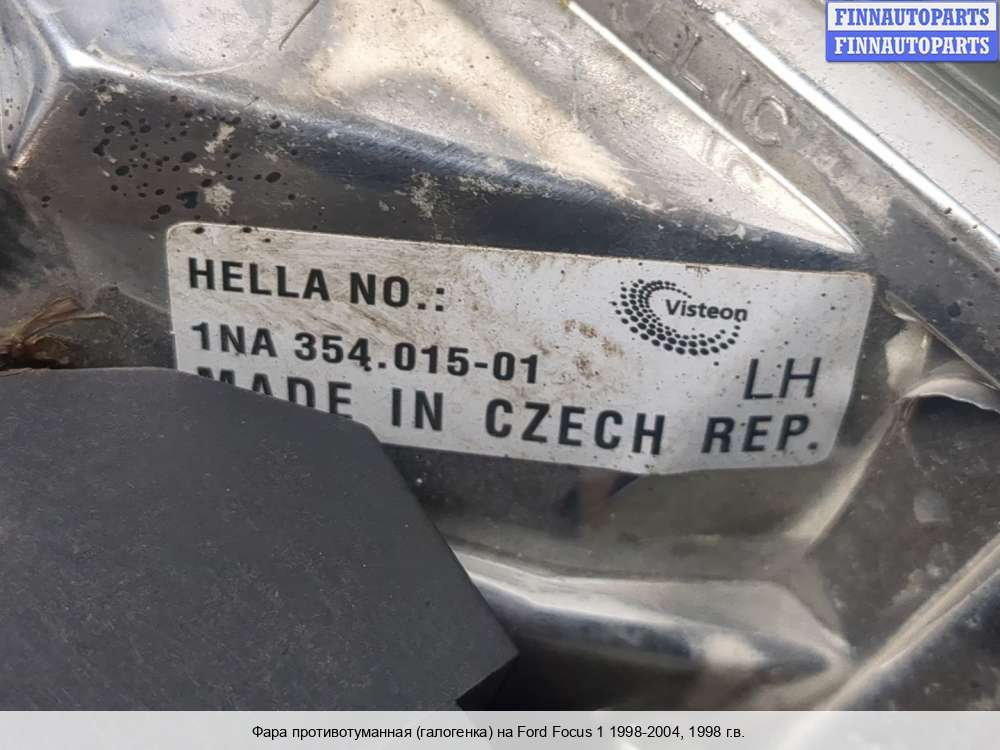 FINNAUTOPARTS
FINNAUTOPARTS
HELLA NO.:
Visteon
1NA 354.015-01
LH
MADE IN CZECH REP.
Фара противотуманная (галогенка) на Ford Focus 1 1998-2004, 1998 г.в.